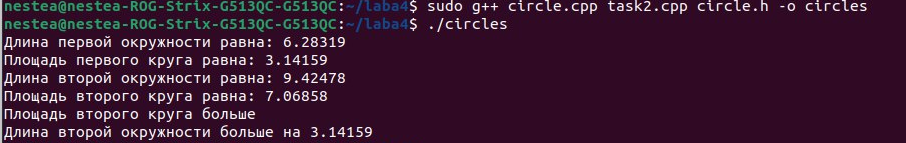 nestea@nestea-ROG-Strix-G513QC-G513QC:~/laba4$ sudo g++ circle.cpp task2.cpp circle.h -o circles
nestea@nestea-ROG-Strix-G513QC-G513QC:~/laba4$ ./circles
Длина первой окружности равна: 6.28319
Площадь первого круга равна: 3.14159
Длина второй окружности равна: 9.42478
Площадь второго круга равна: 7.06858
Площадь второго круга больше
Длина второй окружности больше на 3.14159